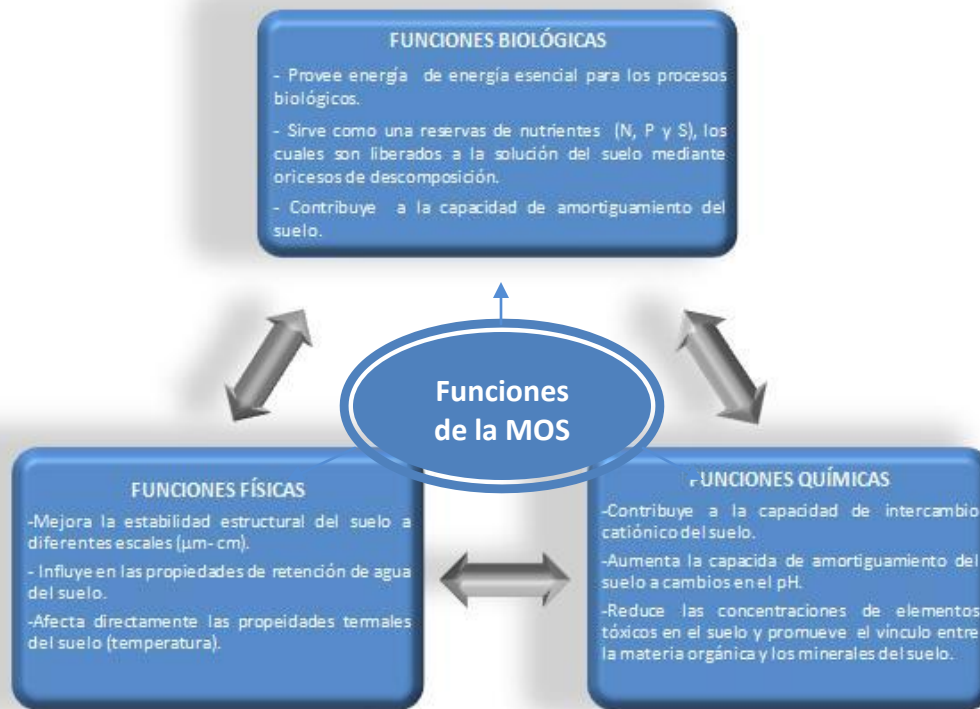 FUNCIONES BIOLÓGICAS
- Provee energía de energía esencial para los procesos
biológicos.
- Sirve como una reservas de nutrientes (N, P y S), los
cuales son liberados a la solución del suelo mediante
oricesos de descomposición.
- Contribuye a la capacidad de amortiguamiento del
suelo.
Funciones
de la MOS
FUNCIONES FÍSICAS
-Mejora la estabilidad estructural del suelo a
diferentes escales (µm- cm).
- Influye en las propiedades de retención de agua
del suelo.
-Afecta directamente las propeidades termales
del suelo (temperatura).
FUNCIONES QUÍMICAS
-Contribuye a la capacidad de intercambio
catiónico del suelo.
-Aumenta la capacida de amortiguamiento del
suelo a cambios en el pH.
-Reduce las concentraciones de elementos
tóxicos en el suelo y promueve el vínculo entre
la materia orgánica y los minerales del suelo.